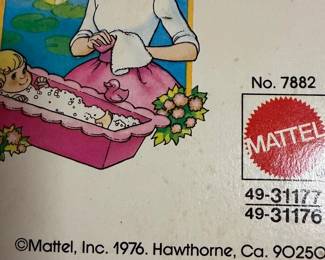 No. 7882
MATTEL
49-31177
49-31176
©Mattel, Inc. 1976. Hawthorne, Ca. 90250